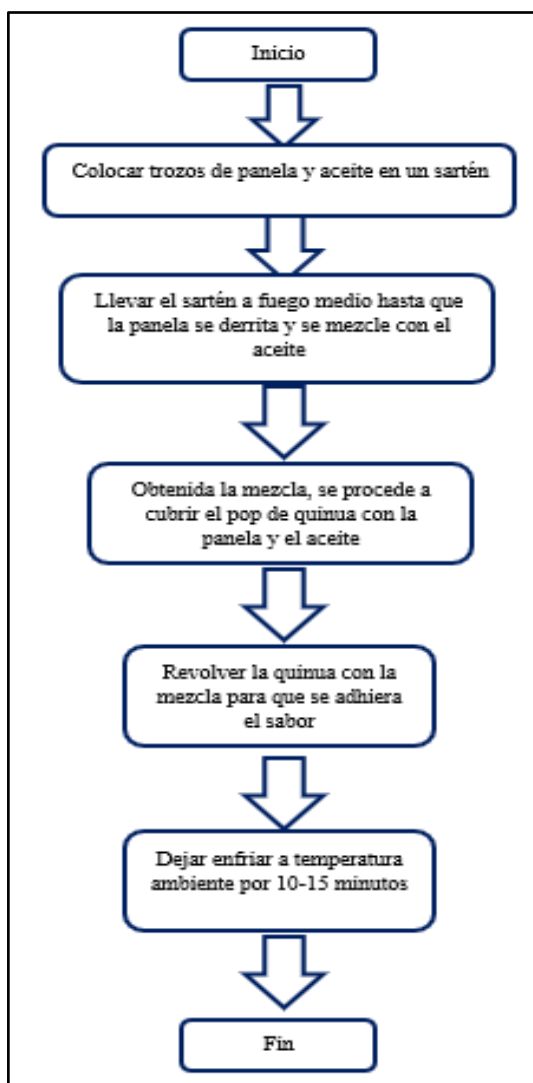 Inicio
Colocar trozos de panela y aceite en un sartén
Llevar el sartén a fuego medio hasta que
la panela se derrita y se mezcle con el
aceite
Obtenida la mezcla, se procede a
cubrir el pop de quinua con la
panela y el aceite
Revolver la quinua con la
mezcla para que se adhiera
el sabor
Dejar enfriar a temperatura
ambiente por 10-15 minutos
Fin